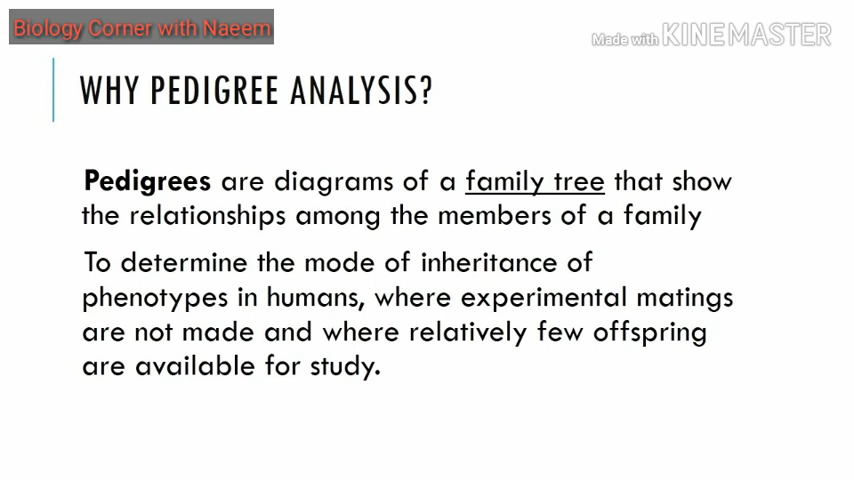 Biology Corner with Naeem
Made with KINEMASTER
WHY PEDIGREE ANALYSIS?
Pedigrees are diagrams of a family tree that show
the relationships among the members of a family
To determine the mode of inheritance of
phenotypes in humans, where experimental matings
are not made and where relatively few offspring
are available for study.